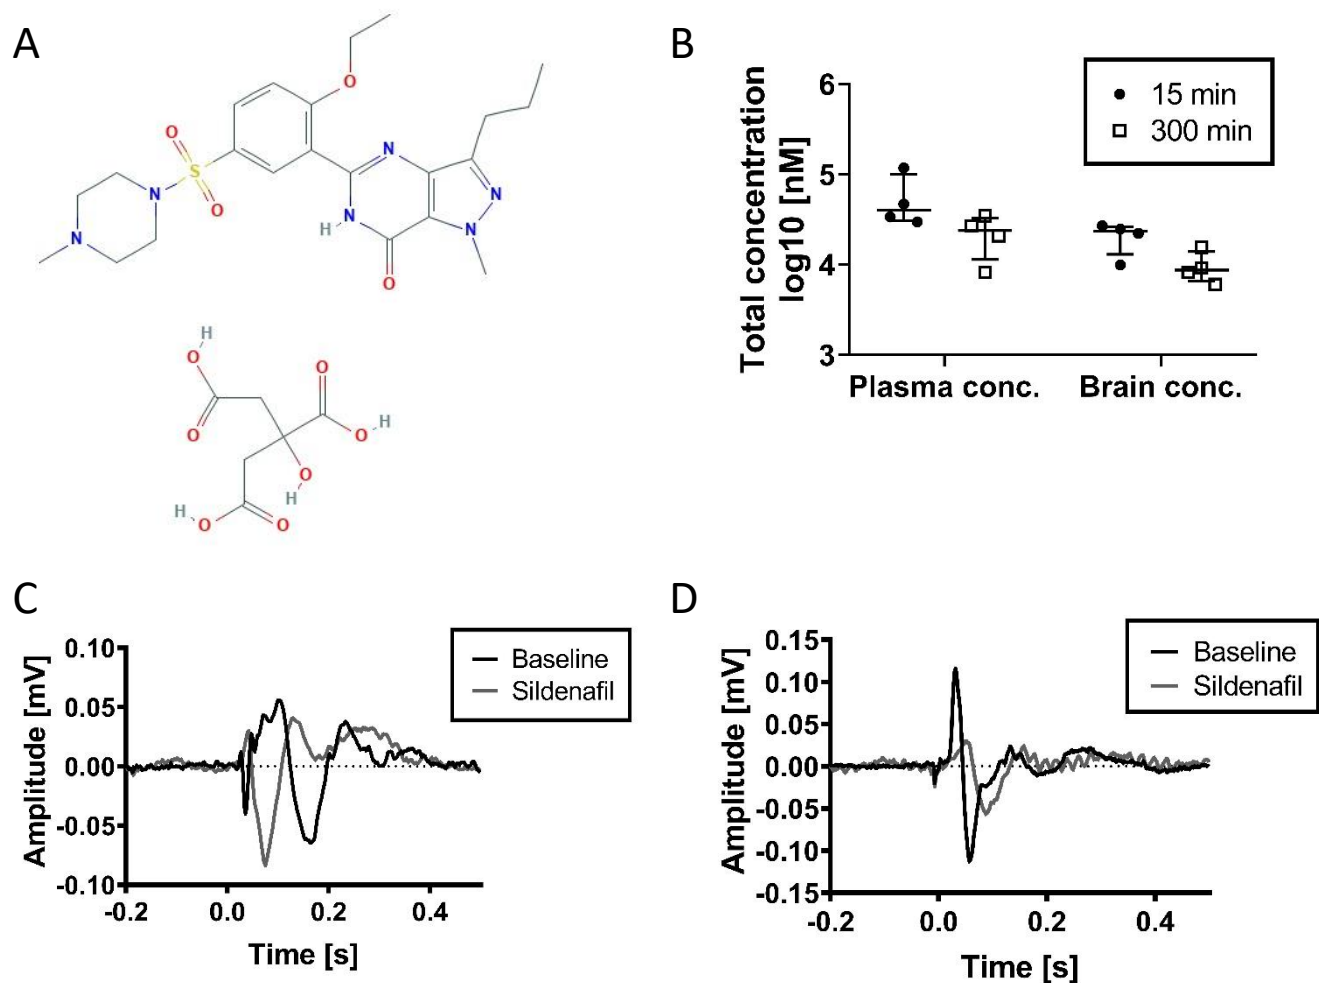 A
O
N
O
S
O
N
N
N
H
N
O
N
N
H
O
O
O
O
H
O
H
O
H
O
O
H
B
Total concentration
log10 [nM]
6
5
4
3
15 min
300 min
Plasma conc.
Brain conc.
C
Amplitude [mV]
0.10
0.05
0.00
-0.05
-0.10
-0.2
0.0
0.2
0.4
Time [s]
Baseline
Sildenafil
D
Amplitude [mV]
0.15
0.10
0.05
0.00
-0.05
-0.10
-0.15
-0.2
0.0
0.2
0.4
Time [s]
Baseline
Sildenafil